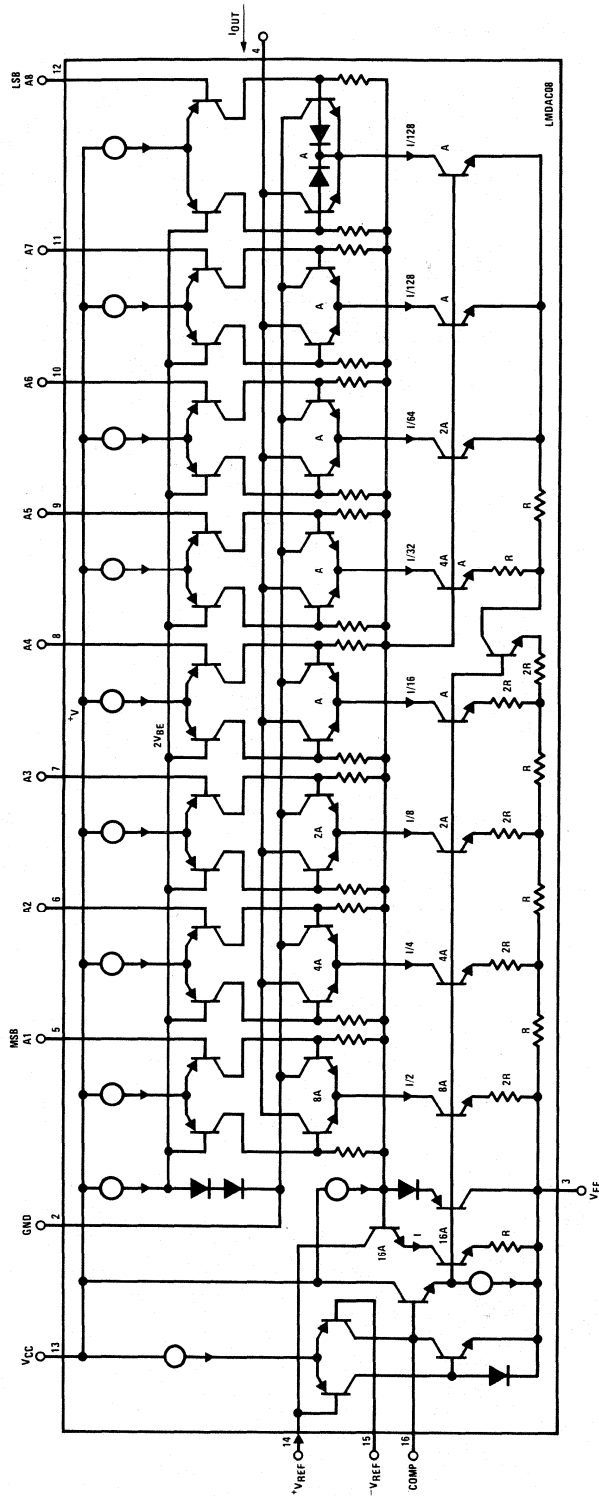 VCC
13
GND
2
MSB
A1
5
A2
6
A3
7
A4
8
A5
9
A6
10
A7
11
LSB
A8
12
IOUT
4
+V
2VBE
8A
4A
2A
A
A
A
A
A
I
I/2
I/4
I/8
I/16
I/32
I/64
I/128
I/128
16A
16A
8A
4A
2A
A
4A
A
2A
A
A
R
2R
2R
2R
2R
2R
R
R
R
R
R
+VREF
14
−VREF
15
COMP
16
3
VEE
LMDAC08